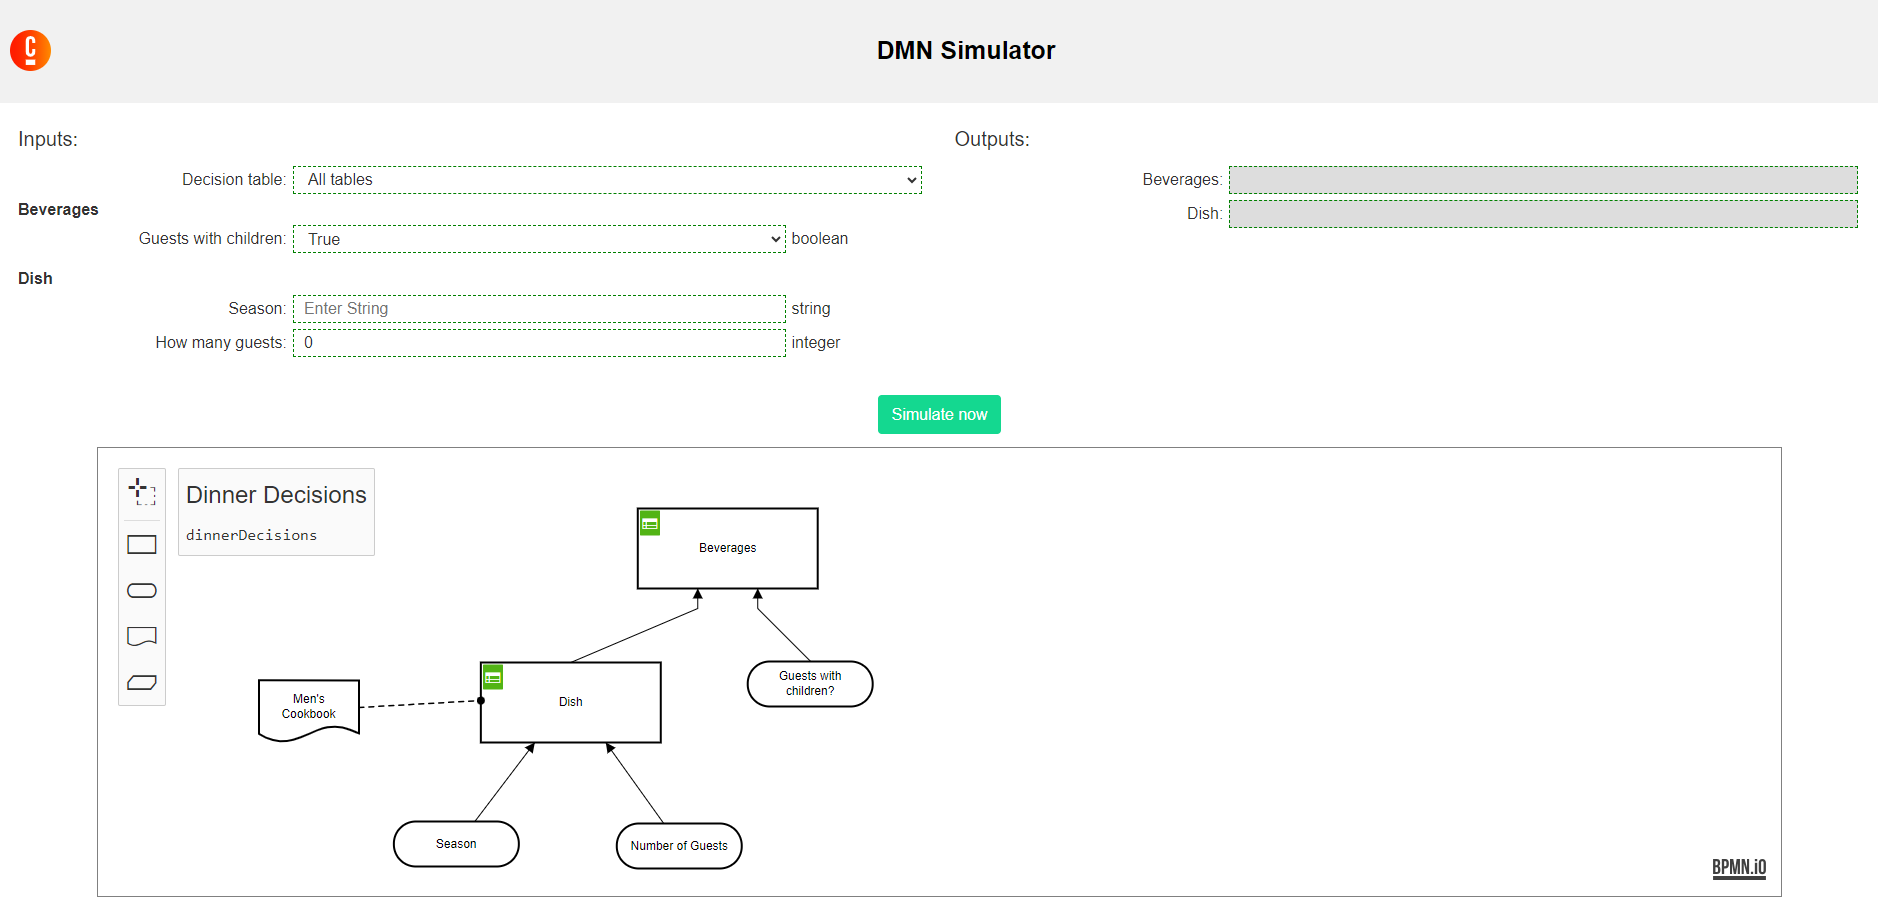 DMN Simulator
Inputs:
Decision table: All tables
Beverages
Guests with children: True boolean
Dish
Season: Enter String string
How many guests: 0 integer
Outputs:
Beverages:
Dish:
Simulate now
Dinner Decisions
dinnerDecisions
Beverages
Men's
Cookbook
Dish
Guests with
children?
Season
Number of Guests
BPMN.iO